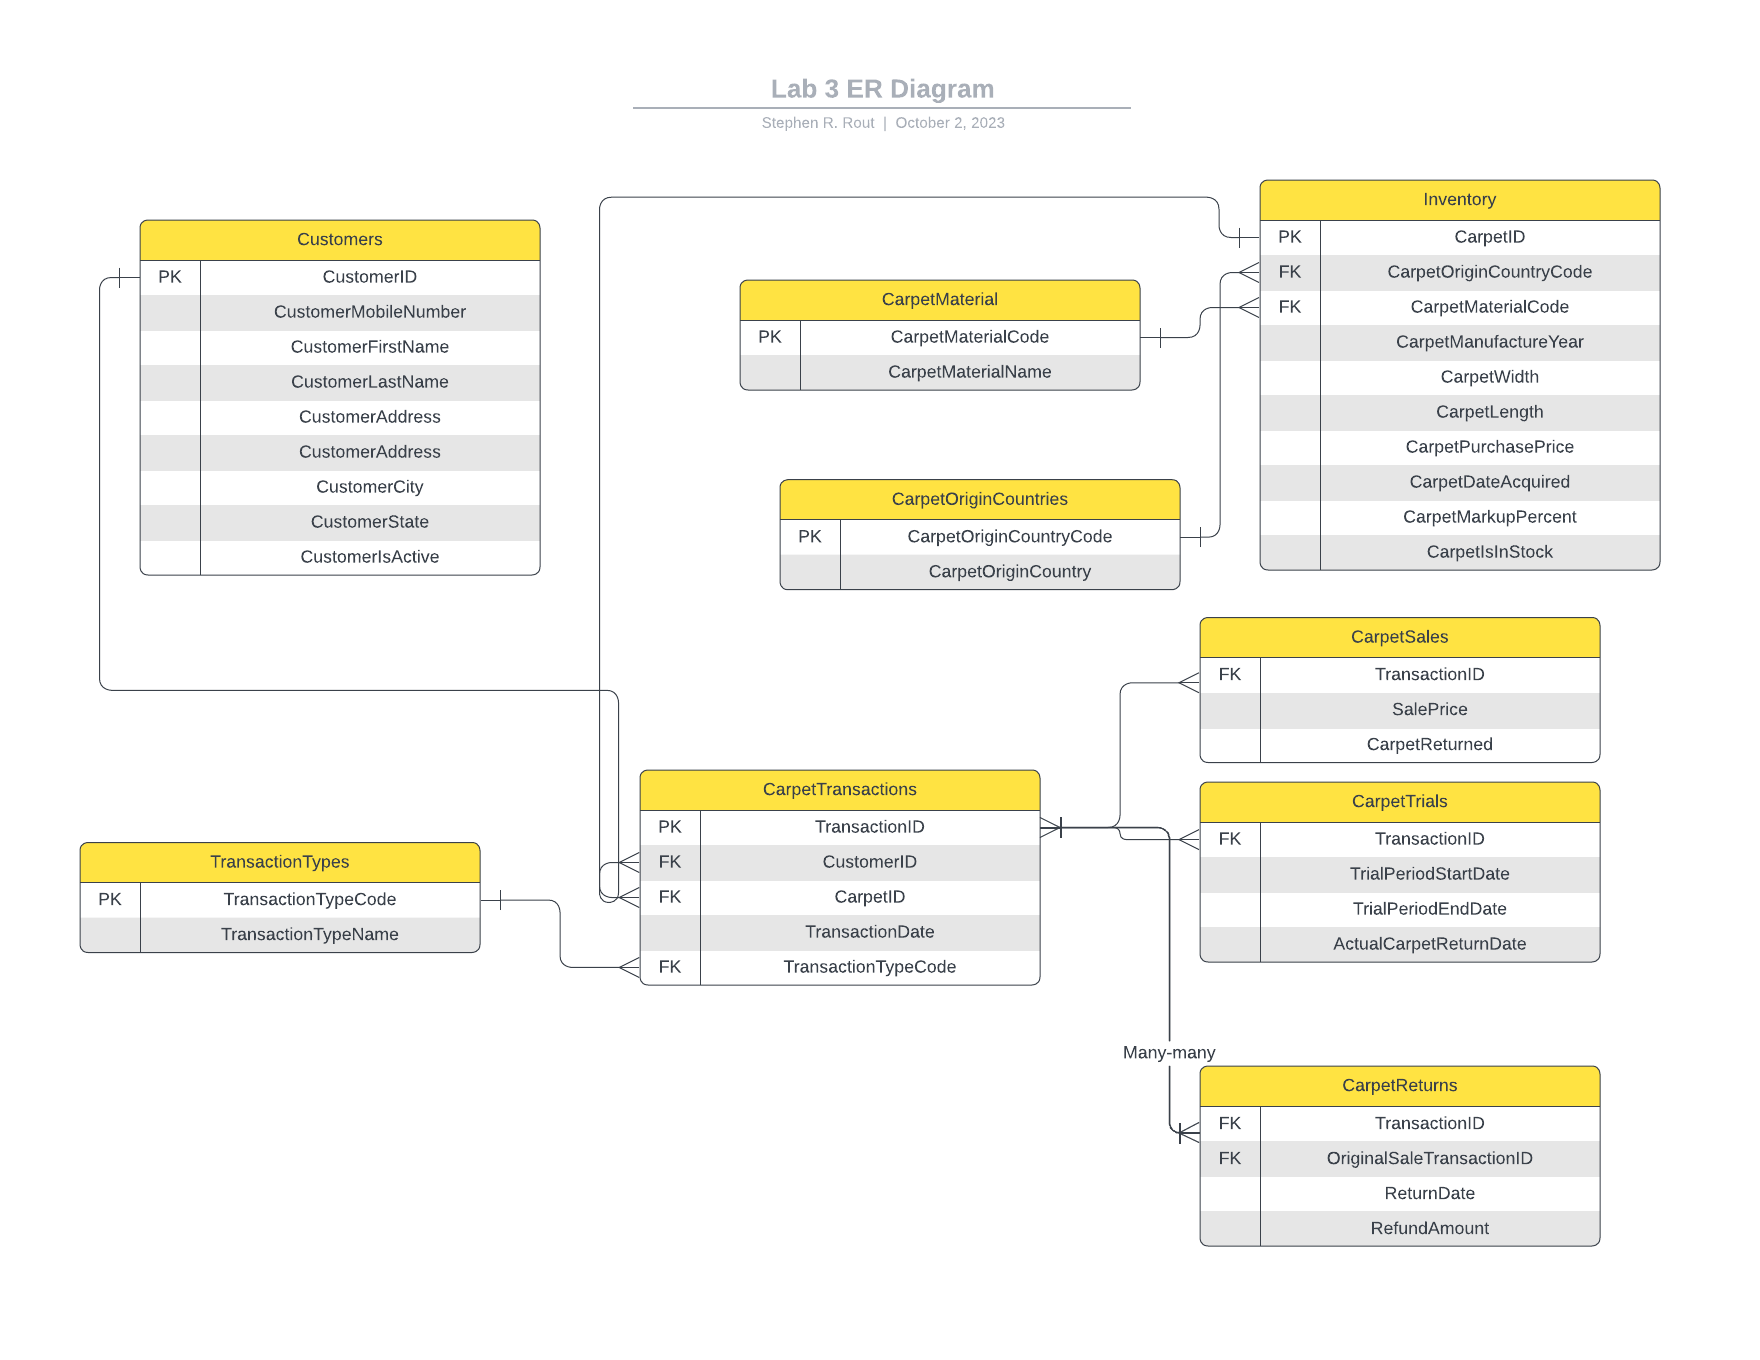 Lab 3 ER Diagram
Stephen R. Rout | October 2, 2023
Customers
PK CustomerID
CustomerMobileNumber
CustomerFirstName
CustomerLastName
CustomerAddress
CustomerAddress
CustomerCity
CustomerState
CustomerIsActive
CarpetMaterial
PK CarpetMaterialCode
CarpetMaterialName
Inventory
PK CarpetID
FK CarpetOriginCountryCode
FK CarpetMaterialCode
CarpetManufactureYear
CarpetWidth
CarpetLength
CarpetPurchasePrice
CarpetDateAcquired
CarpetMarkupPercent
CarpetIsInStock
CarpetOriginCountries
PK CarpetOriginCountryCode
CarpetOriginCountry
CarpetSales
FK TransactionID
SalePrice
CarpetReturned
TransactionTypes
PK TransactionTypeCode
TransactionTypeName
CarpetTransactions
PK TransactionID
FK CustomerID
FK CarpetID
TransactionDate
FK TransactionTypeCode
CarpetTrials
FK TransactionID
TrialPeriodStartDate
TrialPeriodEndDate
ActualCarpetReturnDate
Many-many
CarpetReturns
FK TransactionID
FK OriginalSaleTransactionID
ReturnDate
RefundAmount